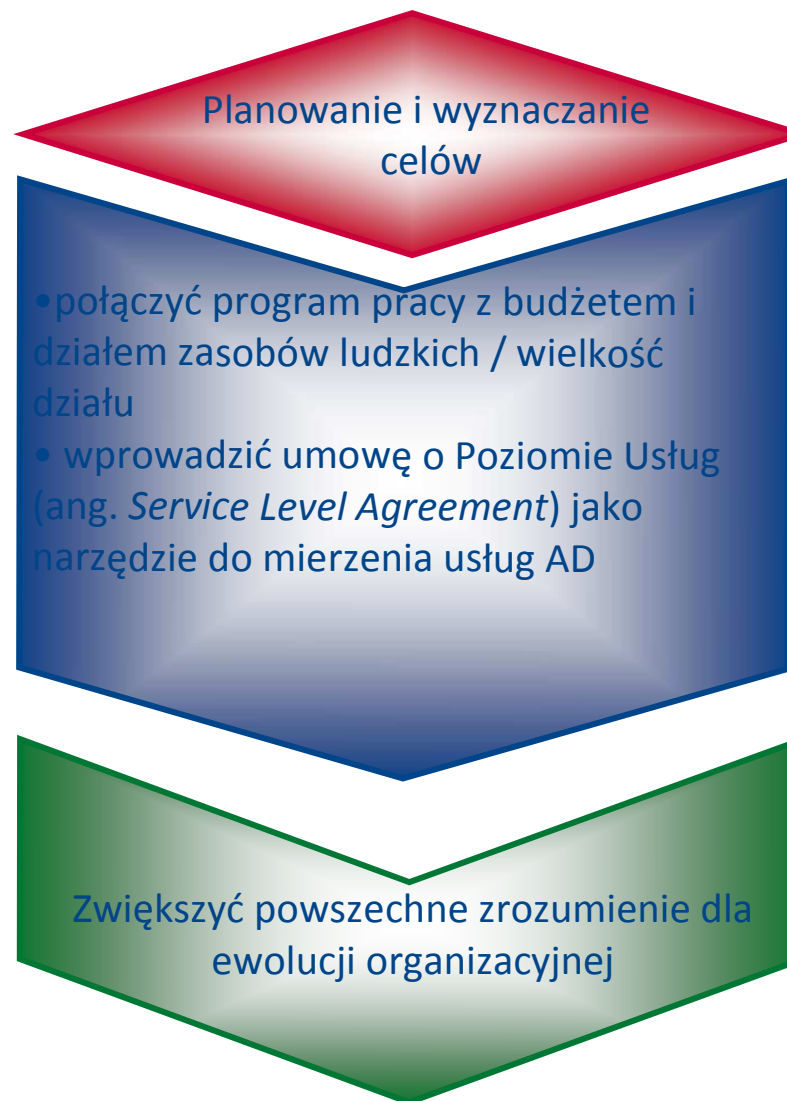 Planowanie i wyznaczanie
celów
•połączyć program pracy z budżetem i
działem zasobów ludzkich / wielkość
działu
• wprowadzić umowę o Poziomie Usług
(ang. Service Level Agreement) jako
narzędzie do mierzenia usług AD
Zwiększyć powszechne zrozumienie dla
ewolucji organizacyjnej